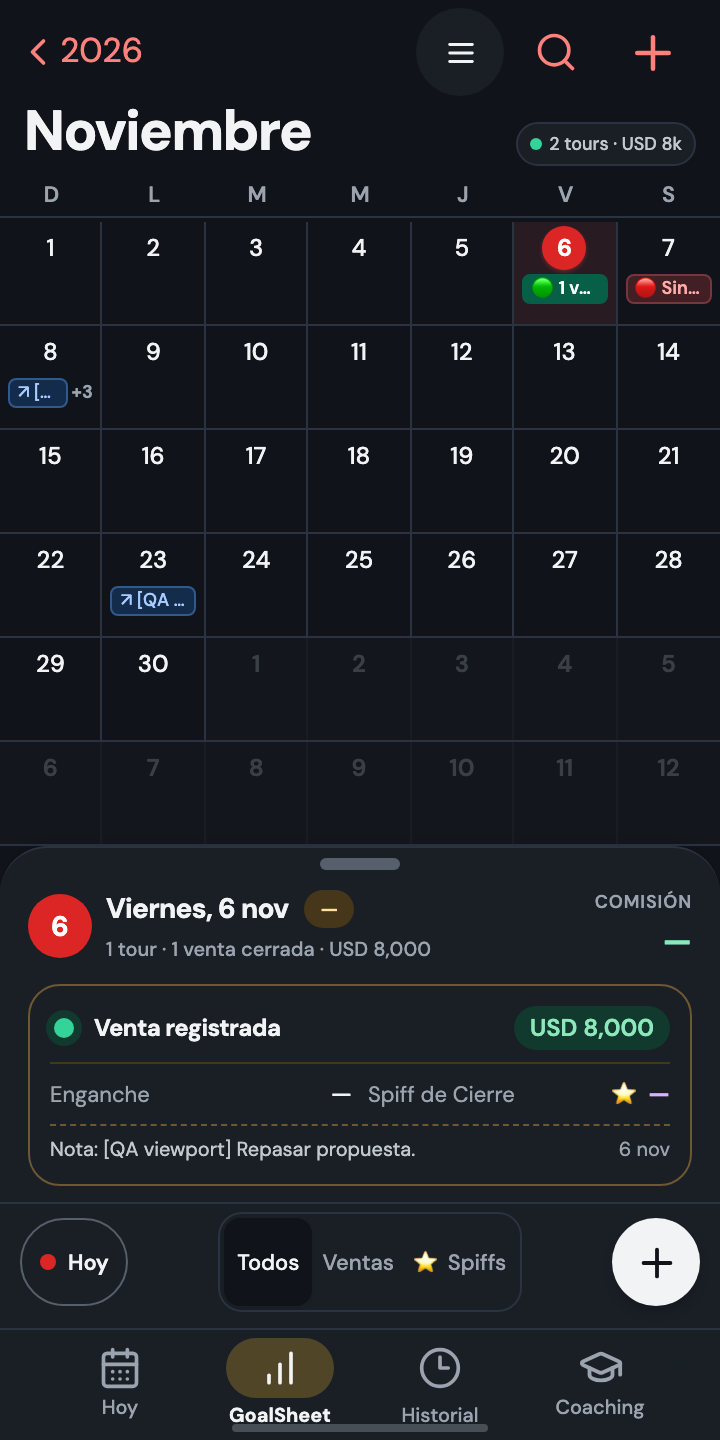 2026
Noviembre
2 tours · USD 8k
D L M M J V S
1 2 3 4 5 6 7
1 v... Sin...
8 9 10 11 12 13 14
[... +3
15 16 17 18 19 20 21
22 23 24 25 26 27 28
[QA ...
29 30 1 2 3 4 5
6 7 8 9 10 11 12
6 Viernes, 6 nov — COMISIÓN
1 tour · 1 venta cerrada · USD 8,000 —
Venta registrada USD 8,000
Enganche — Spiff de Cierre —
Nota: [QA viewport] Repasar propuesta. 6 nov
Hoy Todos Ventas Spiffs
Hoy GoalSheet Historial Coaching